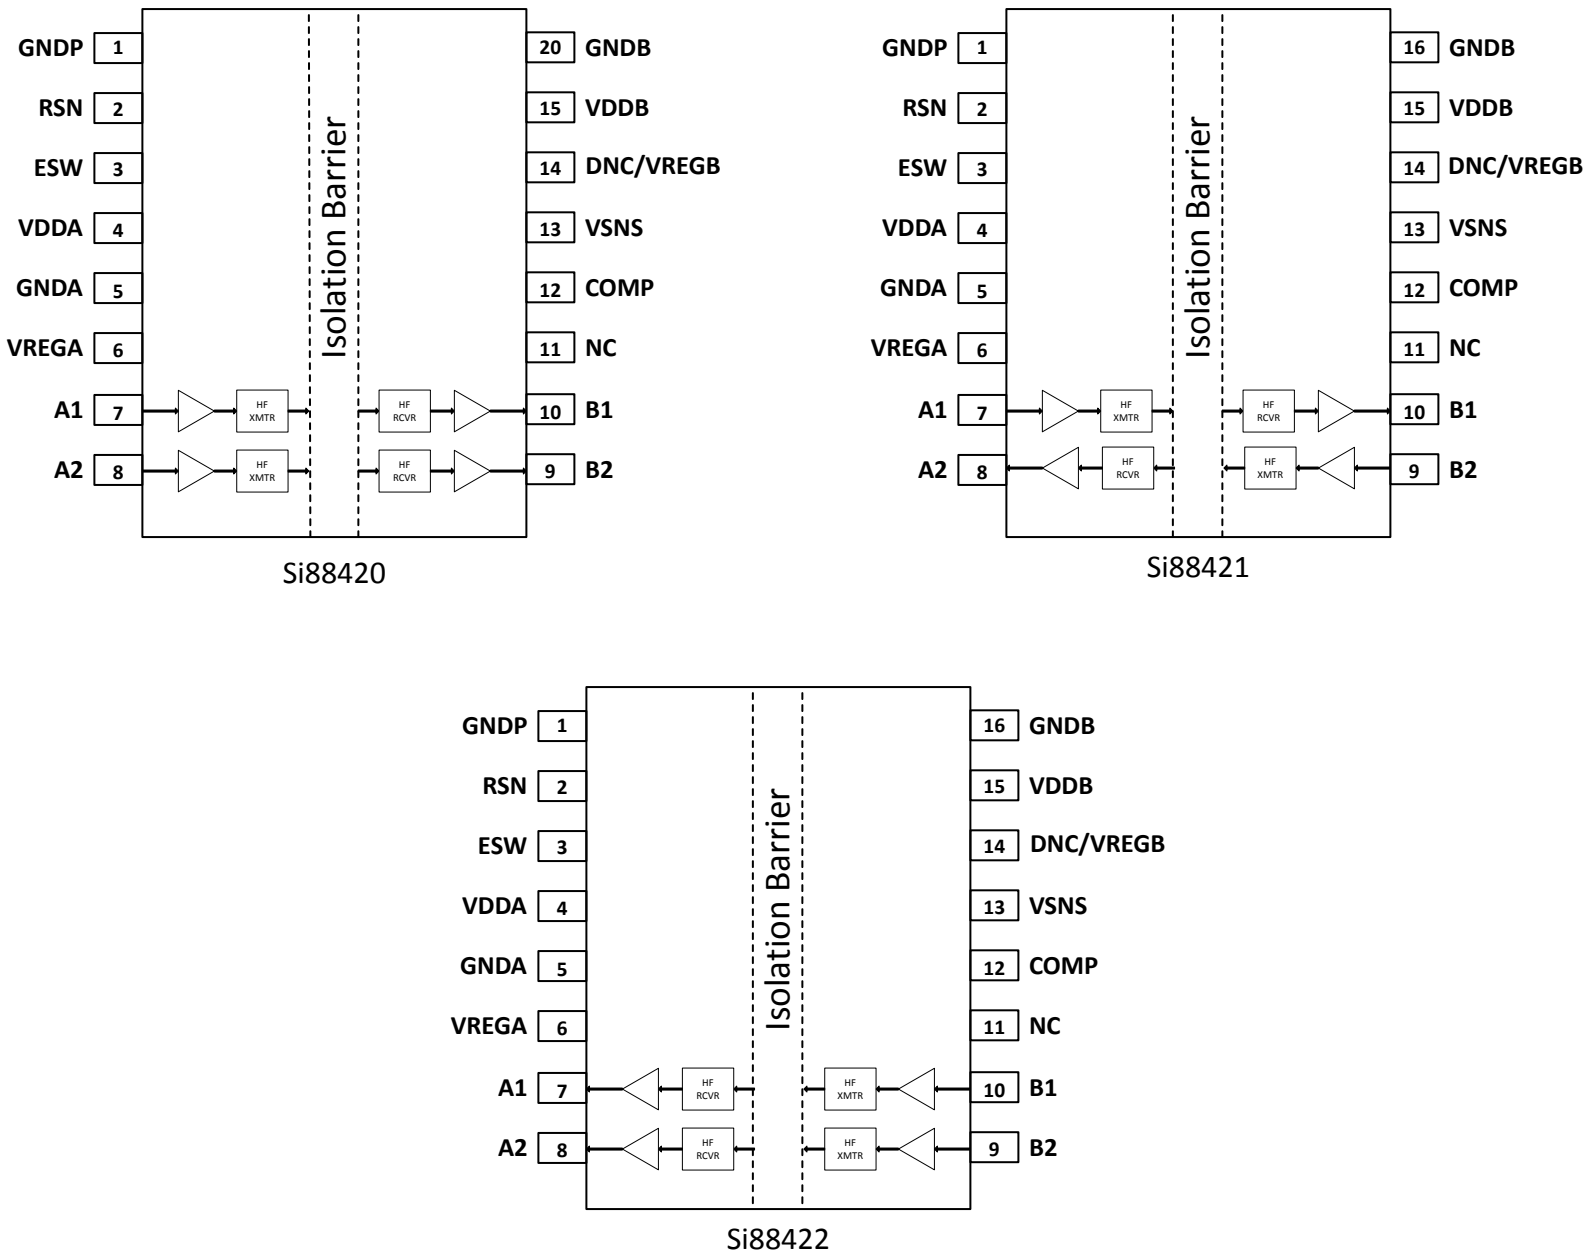 GNDP 1 20 GNDB
RSN 2 15 VDDB
ESW 3 14 DNC/VREGB
VDDA 4 13 VSNS
GNDA 5 12 COMP
VREGA 6 11 NC
A1 7 HF XMTR HF RCVR 10 B1
A2 8 HF XMTR HF RCVR 9 B2
Isolation Barrier
Si88420
GNDP 1 16 GNDB
RSN 2 15 VDDB
ESW 3 14 DNC/VREGB
VDDA 4 13 VSNS
GNDA 5 12 COMP
VREGA 6 11 NC
A1 7 HF XMTR HF RCVR 10 B1
A2 8 HF RCVR HF XMTR 9 B2
Isolation Barrier
Si88421
GNDP 1 16 GNDB
RSN 2 15 VDDB
ESW 3 14 DNC/VREGB
VDDA 4 13 VSNS
GNDA 5 12 COMP
VREGA 6 11 NC
A1 7 HF RCVR HF XMTR 10 B1
A2 8 HF RCVR HF XMTR 9 B2
Isolation Barrier
Si88422